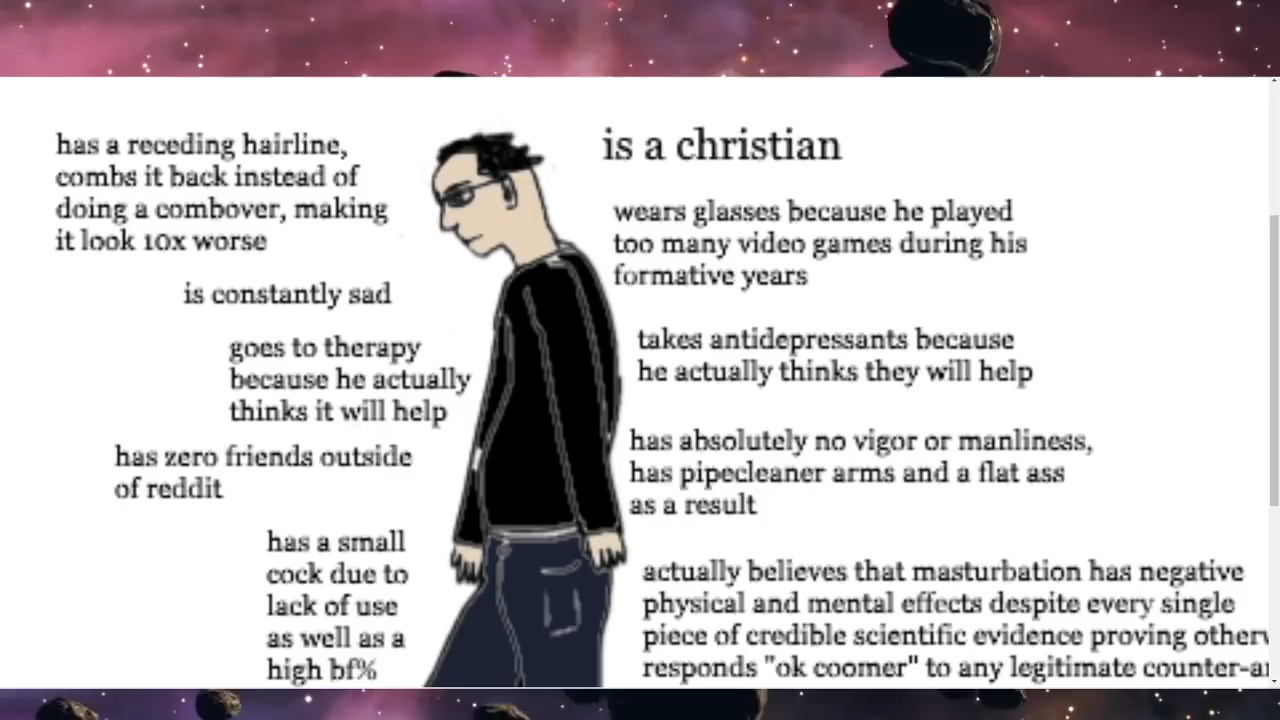 has a receding hairline,
combs it back instead of
doing a combover, making
it look 10x worse
is constantly sad
goes to therapy
because he actually
thinks it will help
has zero friends outside
of reddit
has a small
cock due to
lack of use
as well as a
high bf%
is a christian
wears glasses because he played
too many video games during his
formative years
takes antidepressants because
he actually thinks they will help
has absolutely no vigor or manliness,
has pipecleaner arms and a flat ass
as a result
actually believes that masturbation has negative
physical and mental effects despite every single
piece of credible scientific evidence proving
responds "ok coomer" to any legitimate